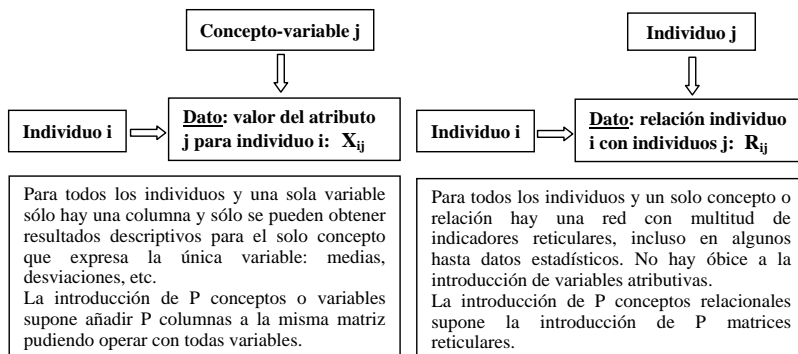 Concepto-variable j
Individuo i
Dato: valor del atributo
j para individuo i: Xij
Para todos los individuos y una sola variable
sólo hay una columna y sólo se pueden obtener
resultados descriptivos para el solo concepto
que expresa la única variable: medias,
desviaciones, etc.
La introducción de P conceptos o variables
supone añadir P columnas a la misma matriz
pudiendo operar con todas variables.
Individuo j
Individuo i
Dato: relación individuo
i con individuos j: Rij
Para todos los individuos y un solo concepto o
relación hay una red con multitud de
indicadores reticulares, incluso en algunos
hasta datos estadísticos. No hay óbice a la
introducción de variables atributivas.
La introducción de P conceptos relacionales
supone la introducción de P matrices
reticulares.